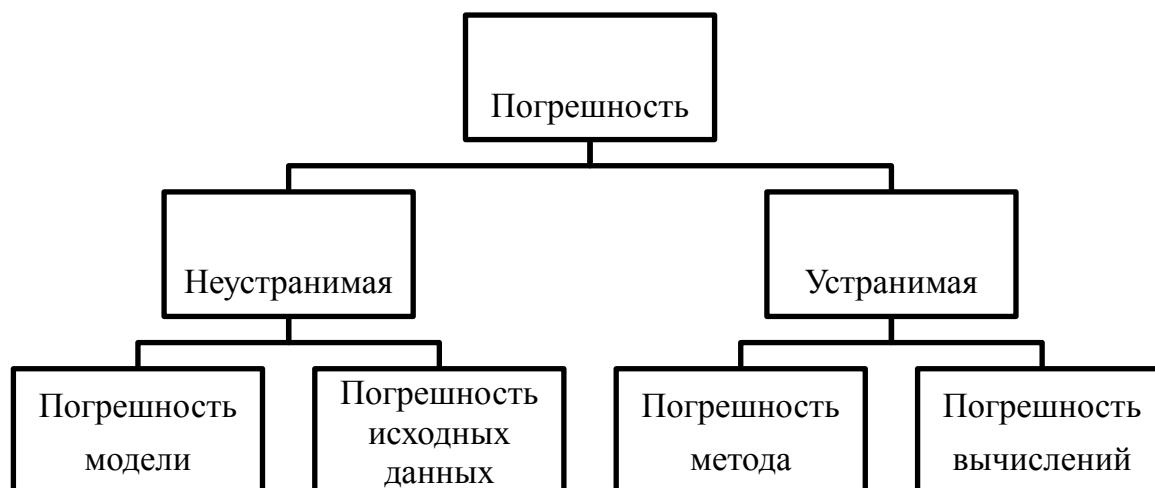 Погрешность
Неустранимая
Устранимая
Погрешность
модели
Погрешность
исходных
данных
Погрешность
метода
Погрешность
вычислений